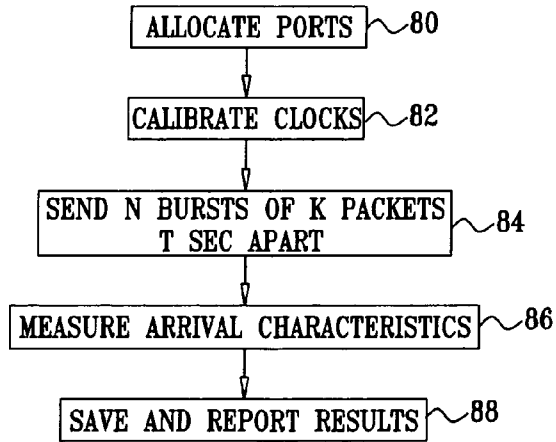 ALLOCATE PORTS 80
CALIBRATE CLOCKS 82
SEND N BURSTS OF K PACKETS
T SEC APART 84
MEASURE ARRIVAL CHARACTERISTICS 86
SAVE AND REPORT RESULTS 88